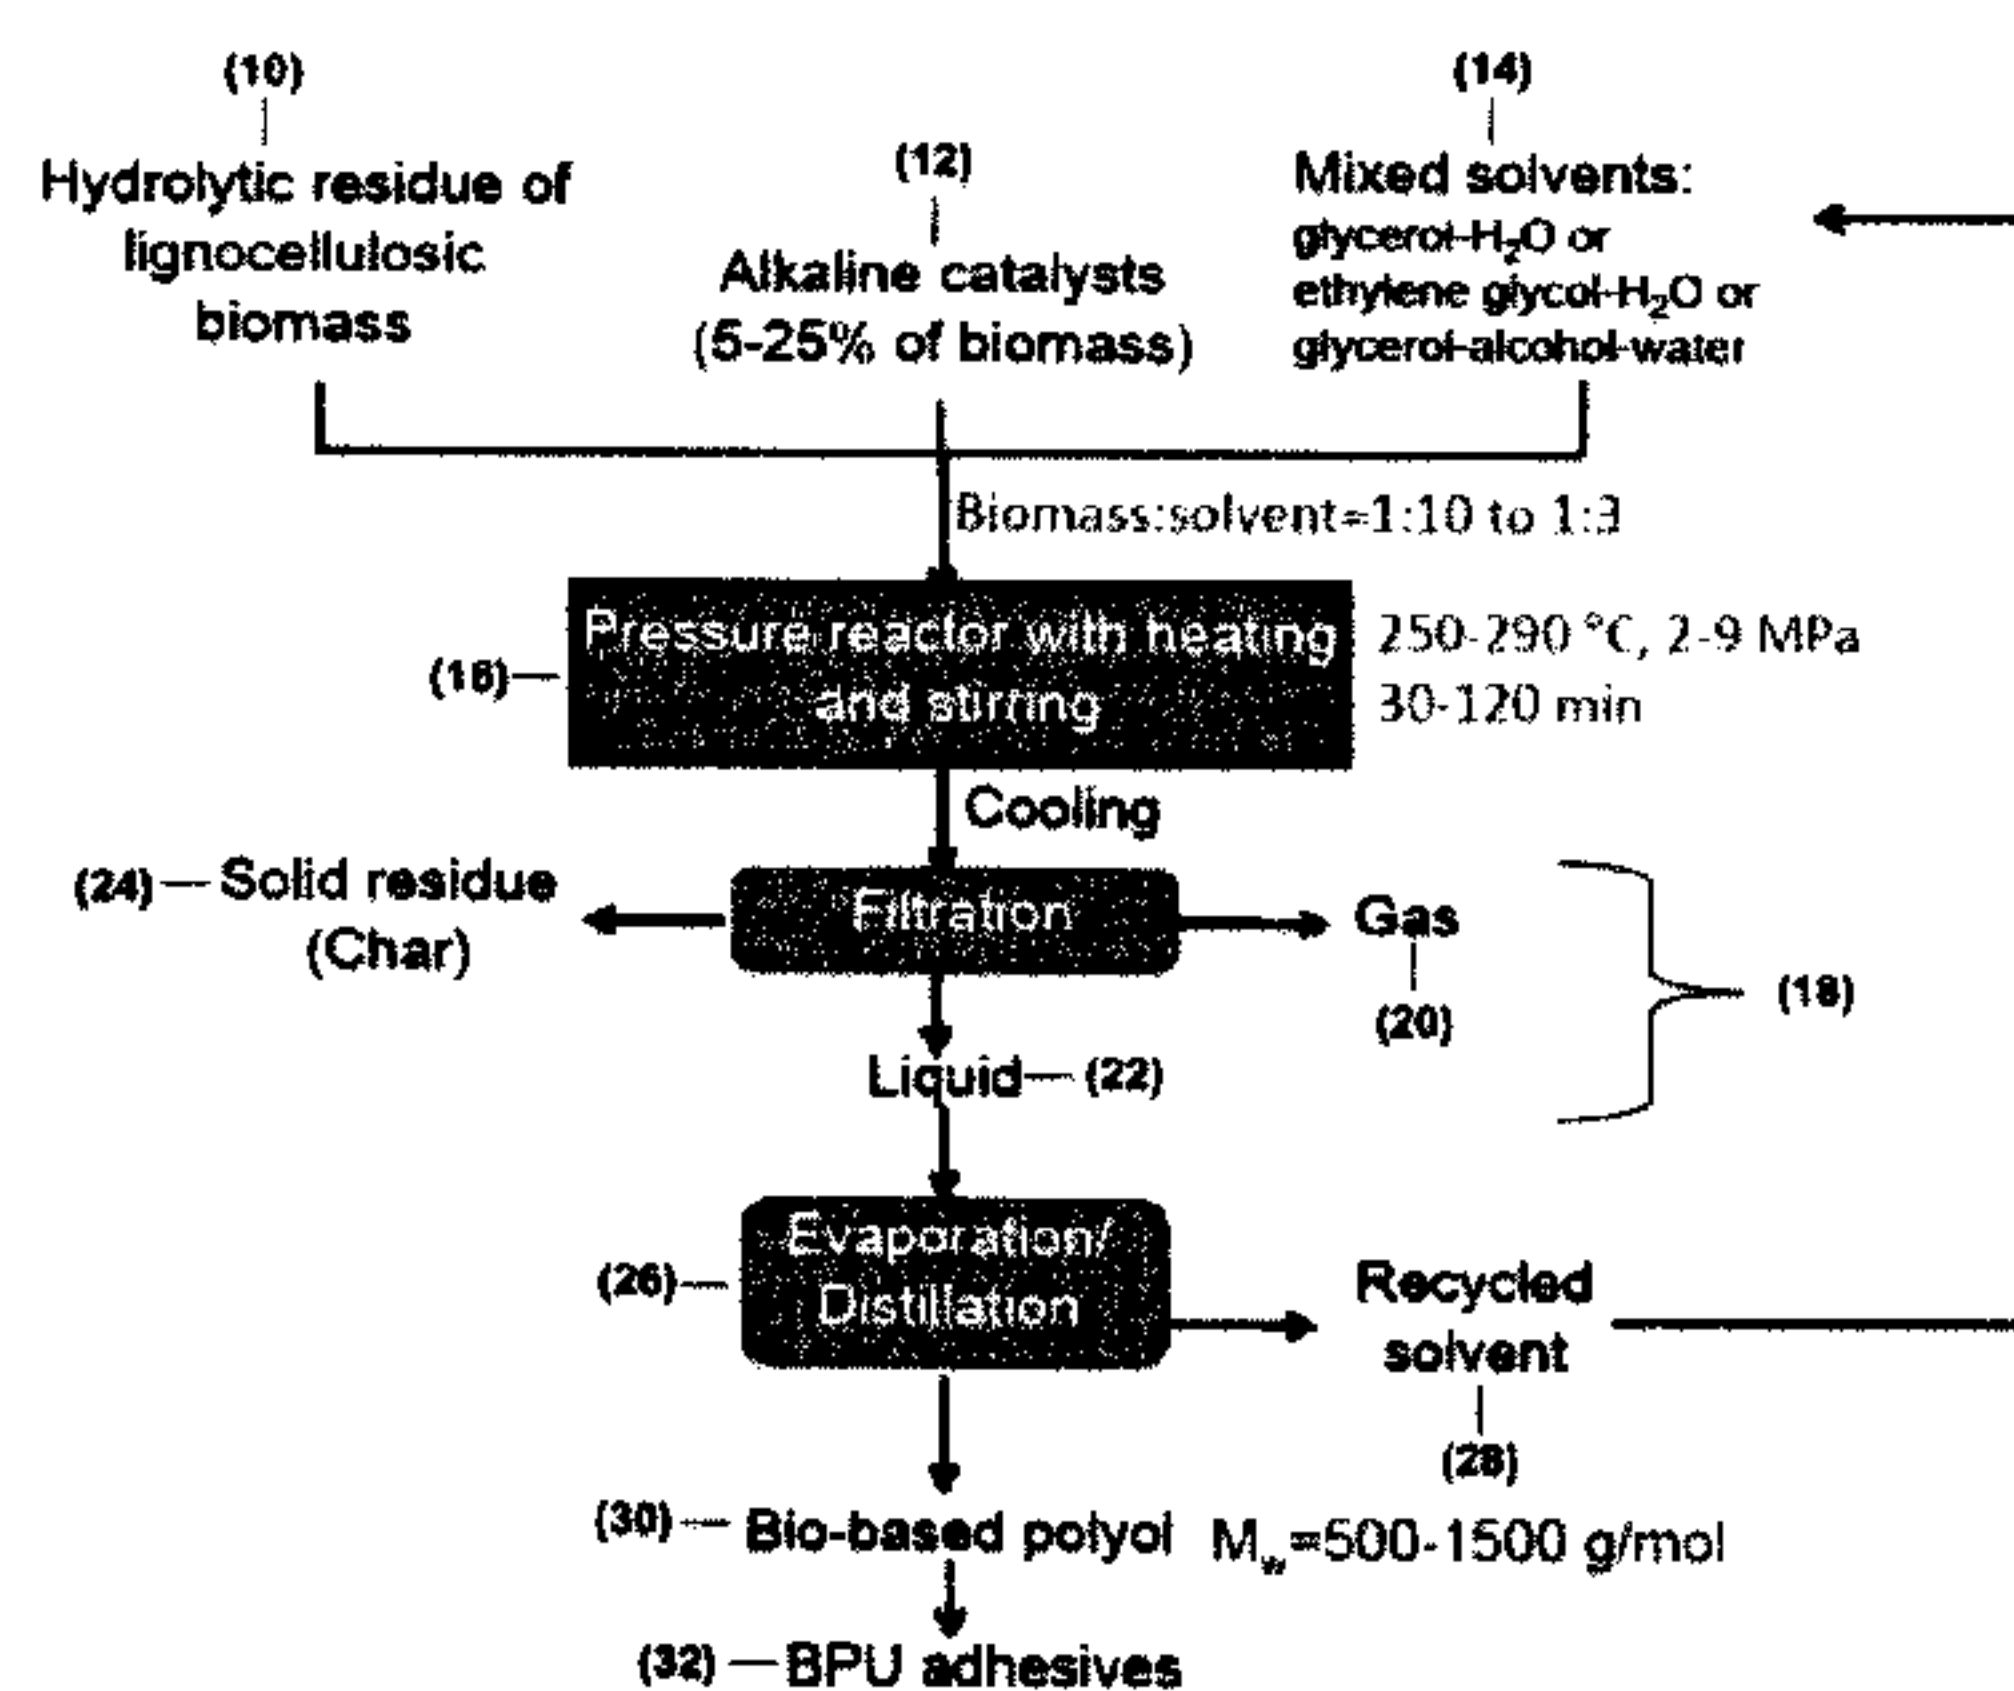 (10)
Hydrolytic residue of
lignocellulosic
biomass
(12)
Alkaline catalysts
(5-25% of biomass)
(14)
Mixed solvents:
glycerol-H₂O or
ethylene glycol-H₂O or
glycerol-alcohol-water
Biomass:solvent=1:10 to 1:3
(16)
Pressure reactor with heating
and stirring
250-290 °C, 2-9 MPa
30-120 min
Cooling
(24)
Solid residue
(Char)
Filtration
Gas
(20)
(18)
Liquid
(22)
(26)
Evaporation/
Distillation
Recycled
solvent
(28)
(30)
Bio-based polyol
Mw=500-1500 g/mol
(32)
BPU adhesives